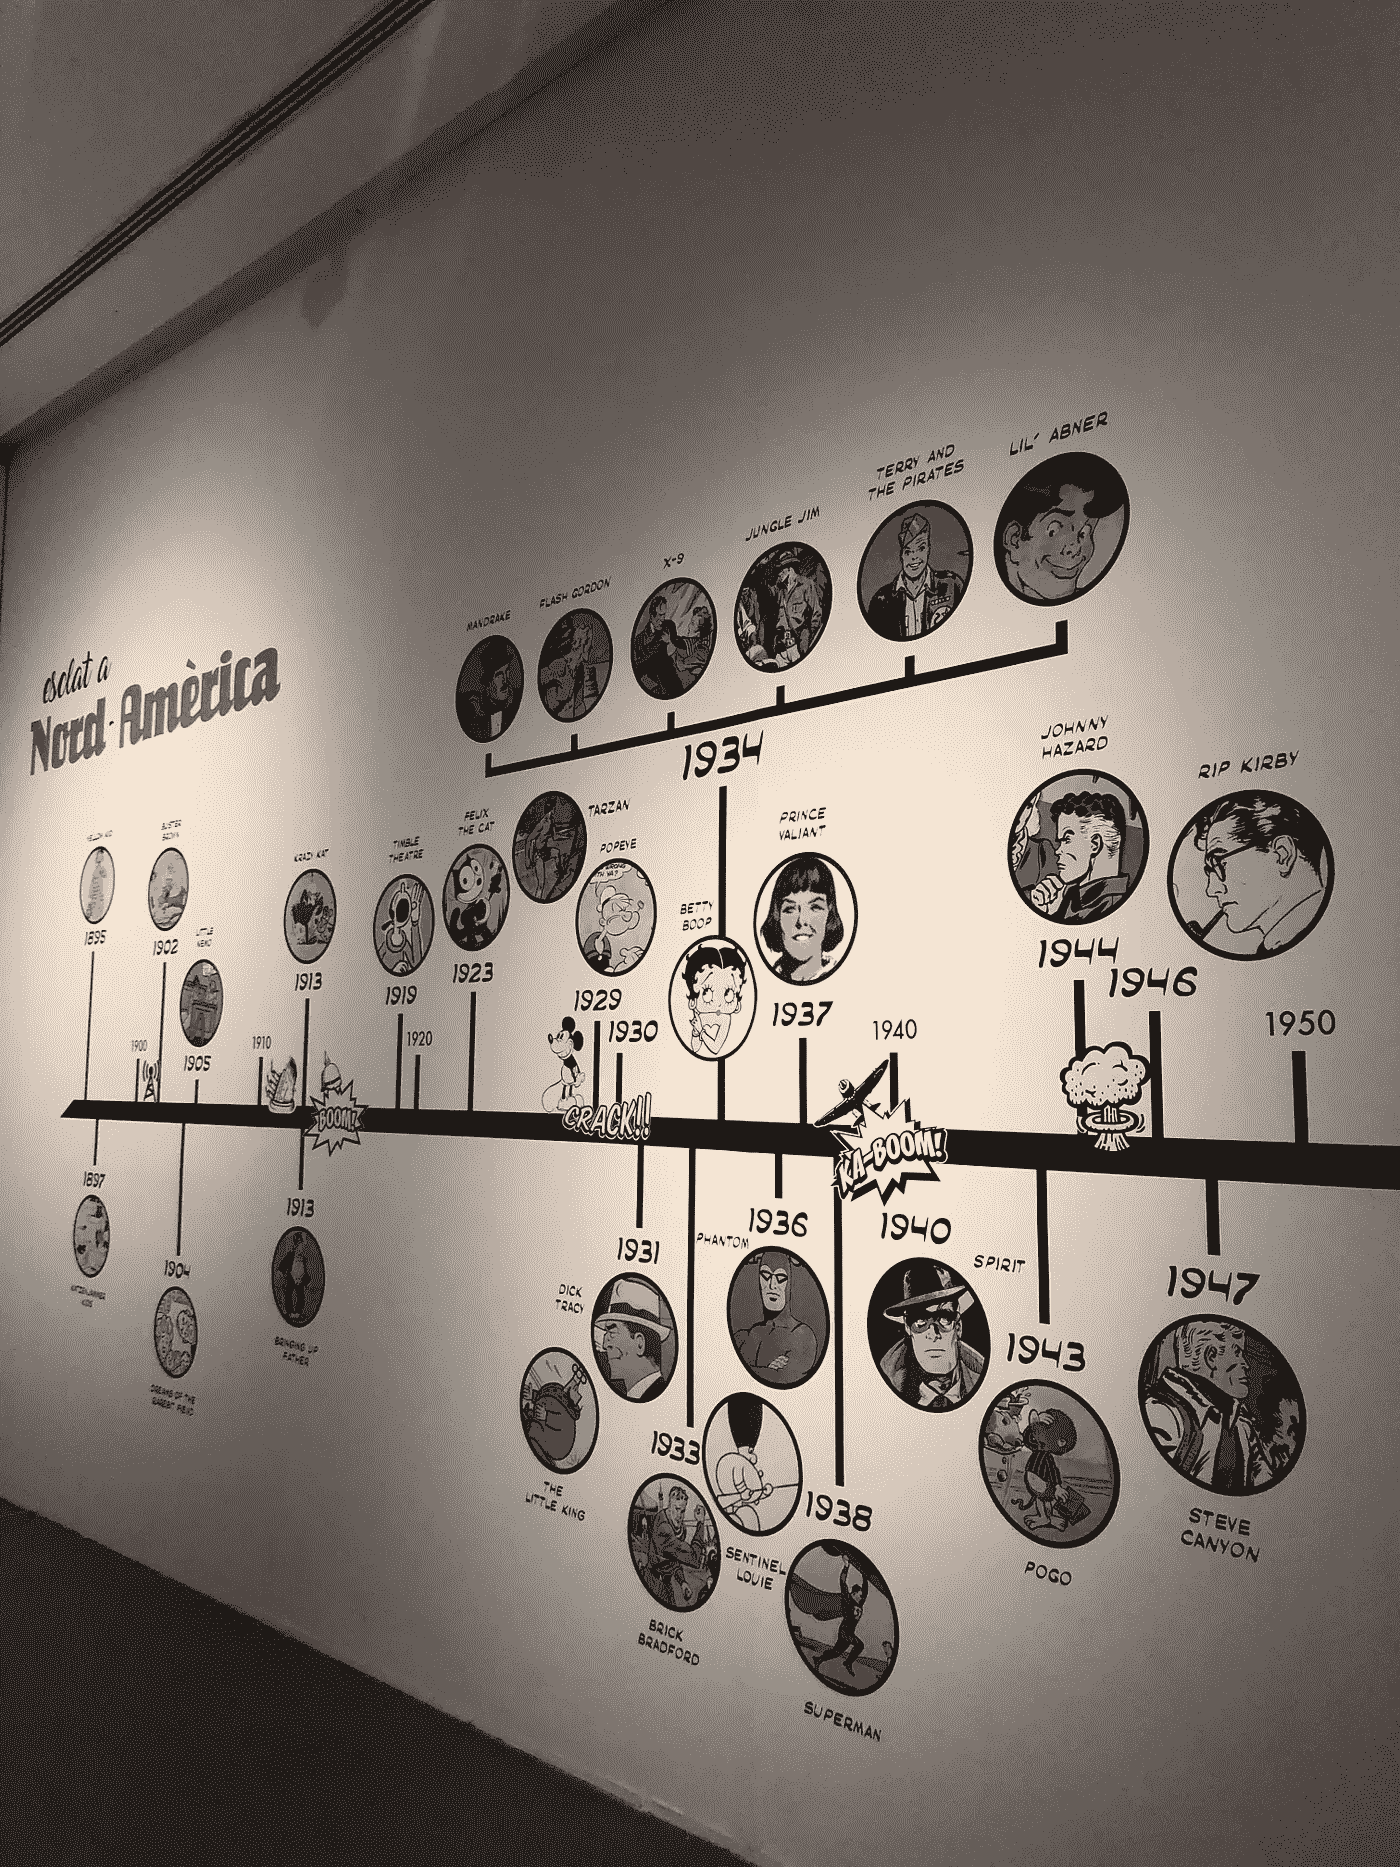 esclat a
Nord-Amèrica
MANDRAKE
FLASH GORDON
X-9
JUNGLE JIM
TERRY AND
THE PIRATES
LIL' ABNER
1934
YELLOW KID
1895
BUSTER
BROWN
1902
LITTLE
NEMO
1905
KRAZY KAT
1913
TIMBLE
THEATRE
1919
FELIX
THE CAT
1923
TARZAN
POPEYE
1929
BETTY
BOOP
PRINCE
VALIANT
1937
JOHNNY
HAZARD
1944
RIP KIRBY
1946
1900
1910
1920
1930
1940
1950
BOOM!
CRACK!!
KA-BOOM!
1897
KATZENJAMMER
KIDS
1904
DREAMS OF THE
RAREBIT FIEND
1913
BRINGING UP
FATHER
1931
DICK
TRACY
THE
LITTLE KING
1933
BRICK
BRADFORD
SENTINEL
LOUIE
1936
PHANTOM
1938
SUPERMAN
1940
SPIRIT
1943
POGO
1947
STEVE
CANYON